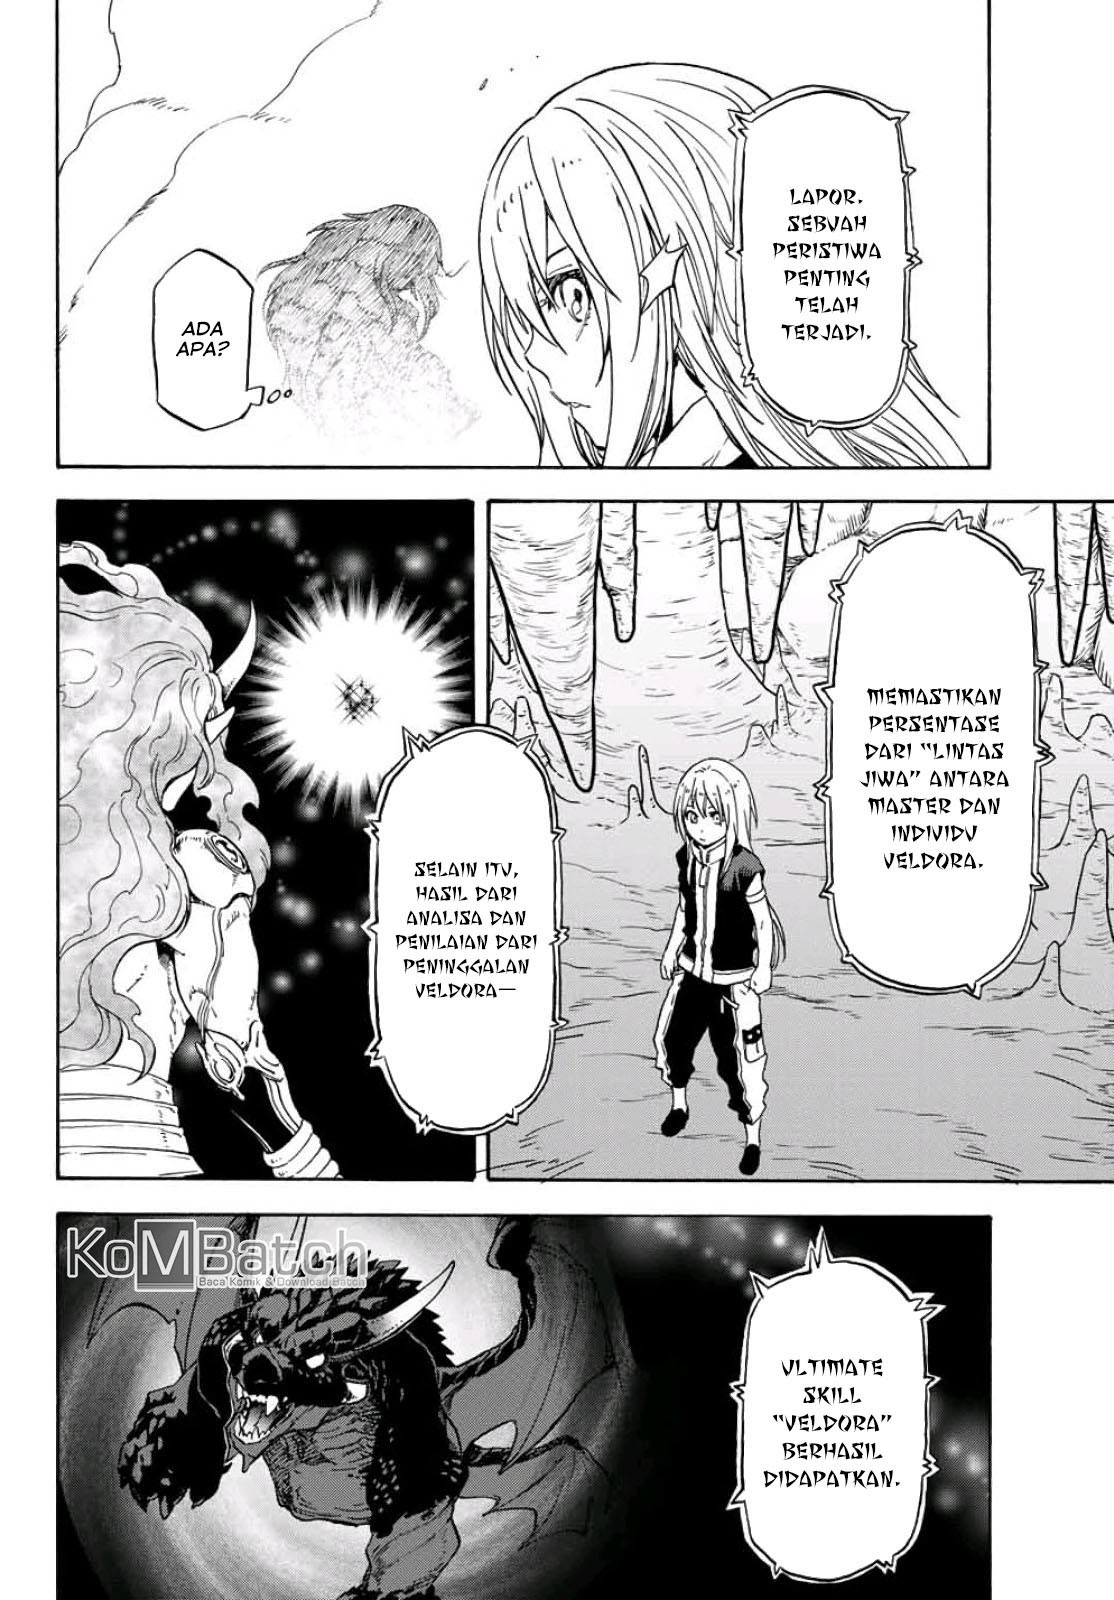 LAPOR.
SEBUAH
PERISTIWA
PENTING
TELAH
TERJADI.
ADA
APA?
MEMASTIKAN
PERSENTASE
DARI "LINTAS
JIWA" ANTARA
MASTER DAN
INDIVIDU
VELDORA.
SELAIN ITU,
HASIL DARI
ANALISA DAN
PENILAIAN DARI
PENINGGALAN
VELDORA—
KoMBatch
Baca Komik & Download Batch
ULTIMATE
SKILL
"VELDORA"
BERHASIL
DIDAPATKAN.